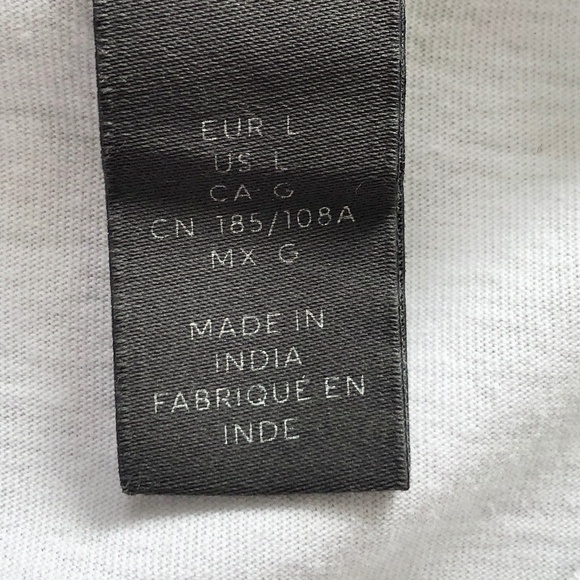 EUR L
US L
CA G
CN 185/108A
MX G
MADE IN
INDIA
FABRIQUÉ EN
INDE